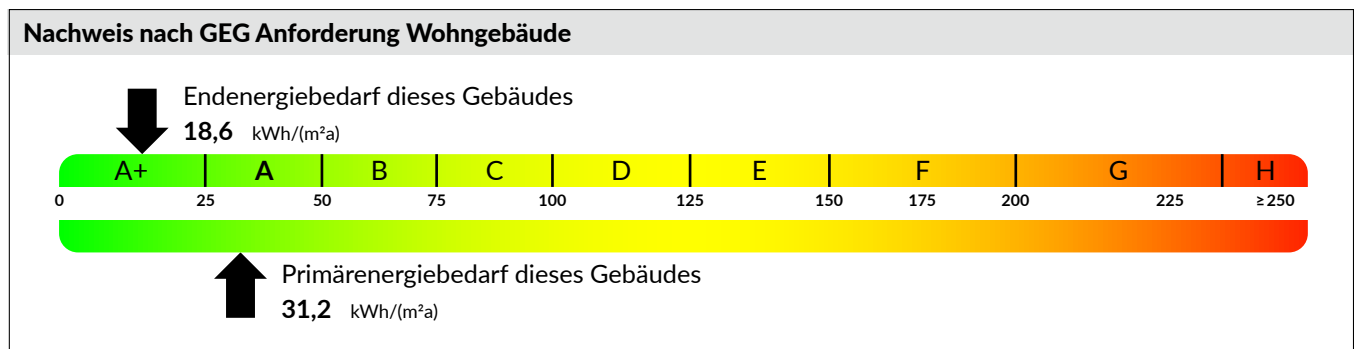 Nachweis nach GEG Anforderung Wohngebäude
Endenergiebedarf dieses Gebäudes
18,6 kWh/(m²a)
A+ A B C D E F G H
0 25 50 75 100 125 150 175 200 225 ≥ 250
Primärenergiebedarf dieses Gebäudes
31,2 kWh/(m²a)